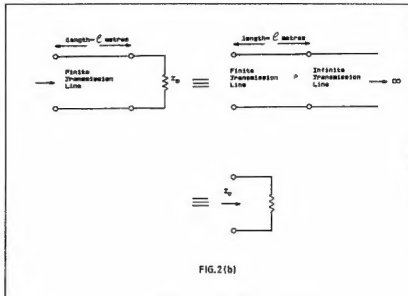 length=ℓ metres
length=ℓ metres
Finite
Transmission
Line
Z₀
Finite
Transmission
Line
Infinite
Transmission
Line
∞
Z₀
FIG.2(b)